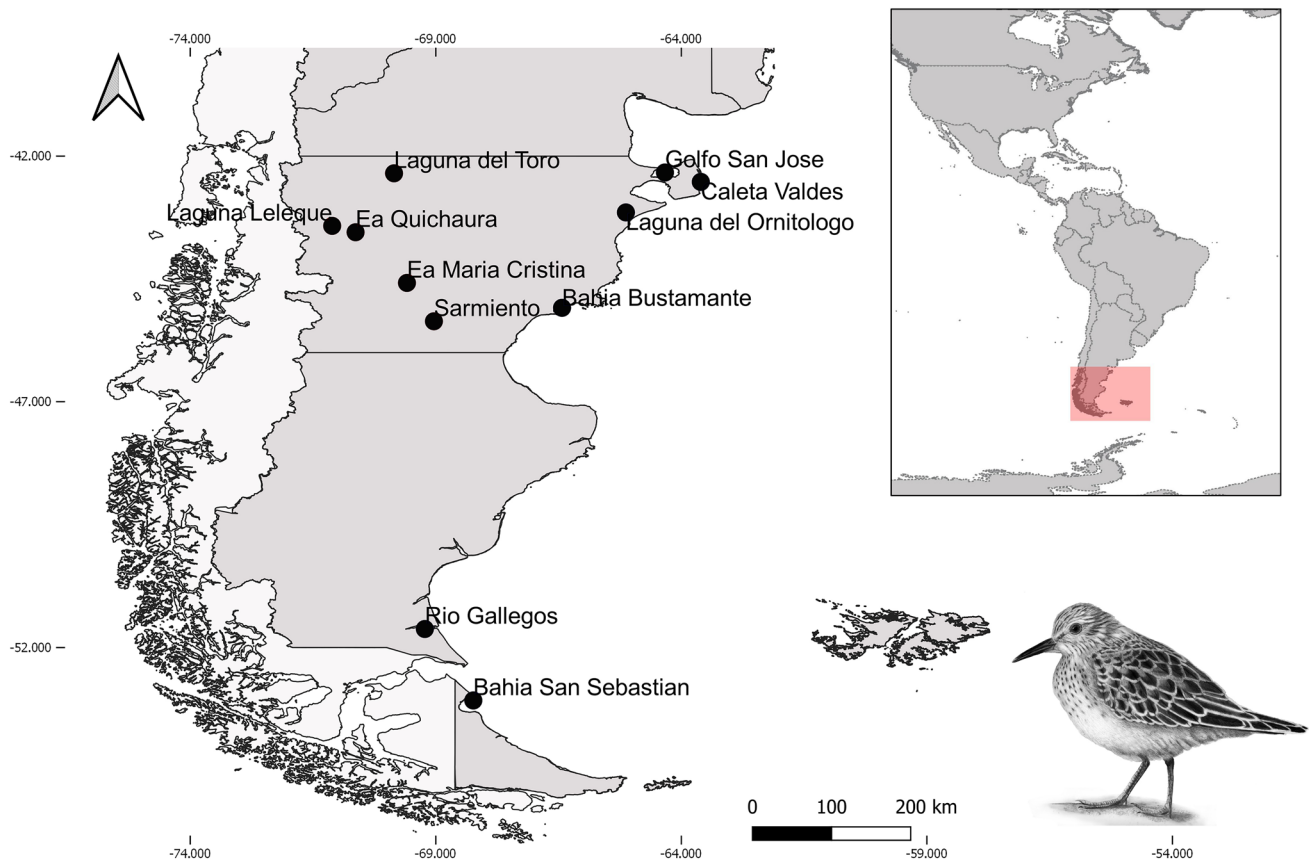 -74.000
-69.000
-64.000
-42.000
Laguna del Toro
Golfo San Jose
Caleta Valdes
Laguna Leleque
Ea Quichaura
Laguna del Ornitologo
Ea Maria Cristina
Sarmiento
Bahia Bustamante
-47.000
Rio Gallegos
-52.000
Bahia San Sebastian
0 100 200 km
-74.000
-69.000
-64.000
-59.000
-54.000